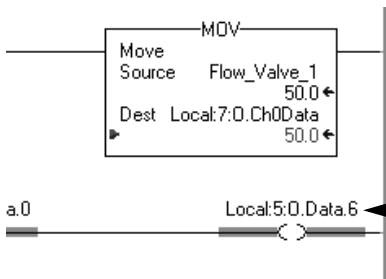 MOV
Move
Source Flow_Valve_1
50.0
Dest Local:7:O.Ch0Data
50.0
a.0 Local:5:O.Data.6